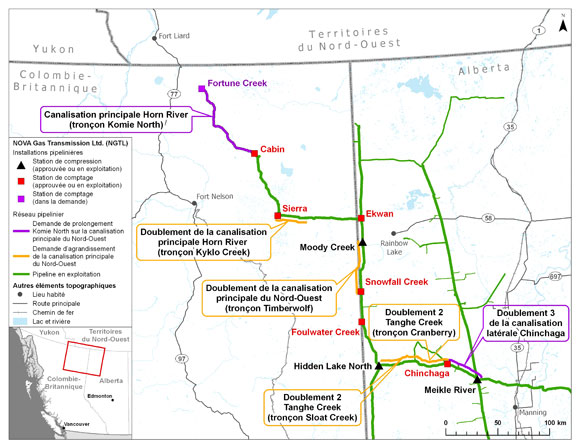 Fort Liard
Territoires
du Nord-Ouest
Yukon
Colombie-
Britannique
Alberta
1
N
77
35
Fortune Creek
Canalisation principale Horn River
(tronçon Komie North)
Cabin
NOVA Gas Transmission Ltd. (NGTL)
Installations pipelinières
Station de compression
(approuvée ou en exploitation)
Station de comptage
(approuvée ou en exploitation)
Station de comptage
(dans la demande)
Réseau pipelinier
Demande de prolongement
Komie North sur la canalisation
principale du Nord-Ouest
Demande d'agrandissement
de la canalisation
principale du Nord-Ouest
Pipeline en exploitation
Autres éléments topographiques
Lieu habité
Route principale
Chemin de fer
Lac et rivière
Fort Nelson
Sierra
Ekwan
58
Doublement de la canalisation
principale Horn River
(tronçon Kyklo Creek)
Moody Creek
Rainbow
Lake
35
697
Doublement de la canalisation
principale du Nord-Ouest
(tronçon Timberwolf)
Snowfall Creek
Foulwater Creek
Doublement 2
Tanghe Creek
(tronçon Cranberry)
Doublement 3
de la canalisation
latérale Chinchaga
97
Hidden Lake North
Chinchaga
Meikle River
Doublement 2
Tanghe Creek
(tronçon Sloat Creek)
Manning
35
0 50 100 km
Yukon
Territoires du
Nord-Ouest
Colombie-
Britannique
Alberta
Edmonton
Vancouver